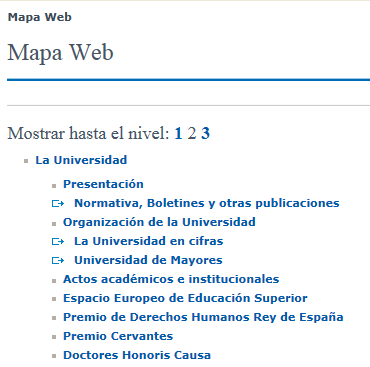 Mapa Web
Mapa Web
Mostrar hasta el nivel: 1 2 3
La Universidad
Presentación
Normativa, Boletines y otras publicaciones
Organización de la Universidad
La Universidad en cifras
Universidad de Mayores
Actos académicos e institucionales
Espacio Europeo de Educación Superior
Premio de Derechos Humanos Rey de España
Premio Cervantes
Doctores Honoris Causa